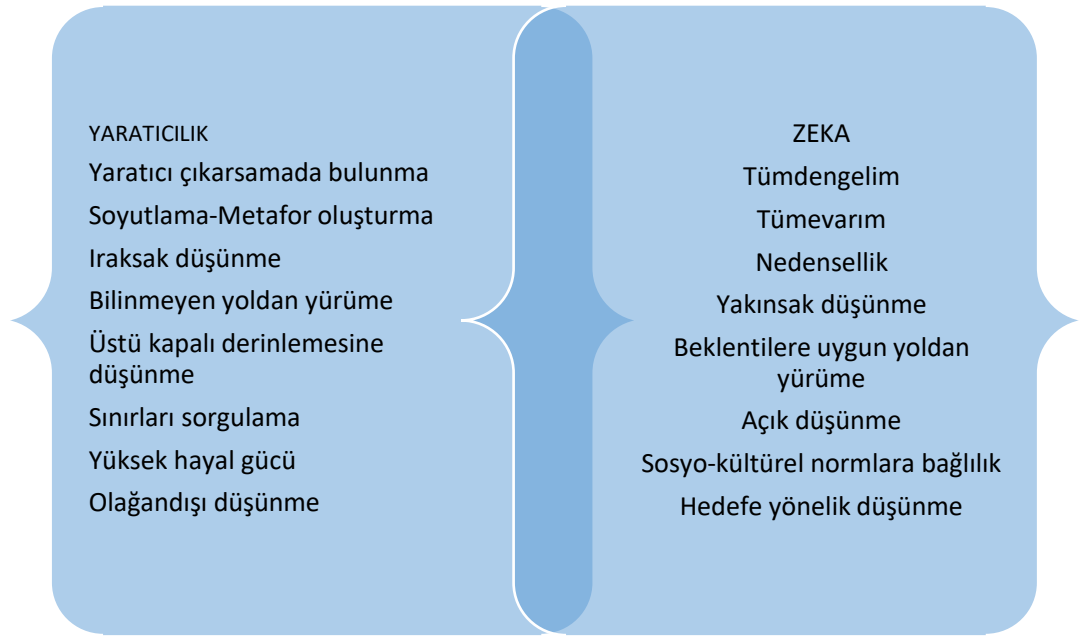 YARATICILIK
Yaratıcı çıkarsamada bulunma
Soyutlama-Metafor oluşturma
Iraksak düşünme
Bilinmeyen yoldan yürüme
Üstü kapalı derinlemesine
düşünme
Sınırları sorgulama
Yüksek hayal gücü
Olağandışı düşünme
ZEKA
Tümdengelim
Tümevarım
Nedensellik
Yakınsak düşünme
Beklentilere uygun yoldan
yürüme
Açık düşünme
Sosyo-kültürel normlara bağlılık
Hedefe yönelik düşünme